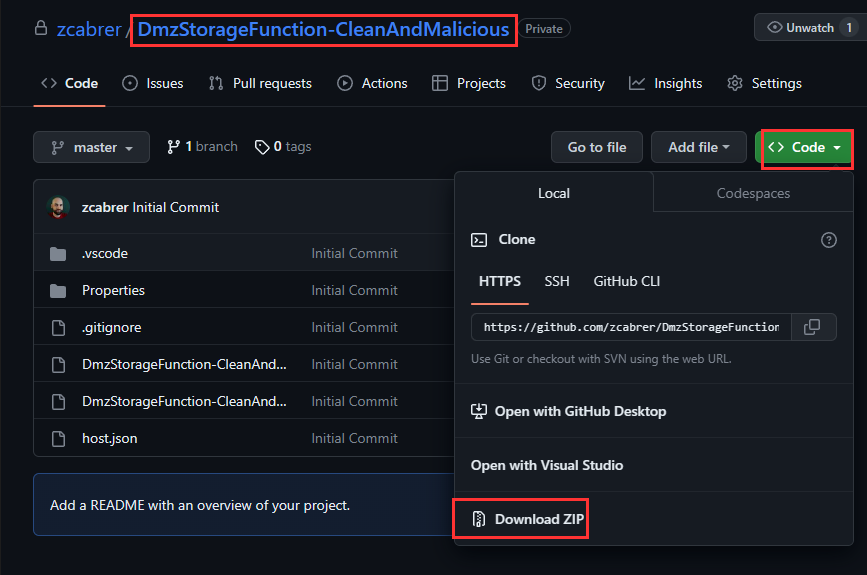 zcabrer / DmzStorageFunction-CleanAndMalicious Private Unwatch 1
Code Issues Pull requests Actions Projects Security Insights Settings
master 1 branch 0 tags Go to file Add file Code
zcabrer Initial Commit
.vscode Initial Commit
Properties Initial Commit
.gitignore Initial Commit
DmzStorageFunction-CleanAnd... Initial Commit
DmzStorageFunction-CleanAnd... Initial Commit
host.json Initial Commit
Add a README with an overview of your project.
Local Codespaces
Clone
HTTPS SSH GitHub CLI
https://github.com/zcabrer/DmzStorageFunction
Use Git or checkout with SVN using the web URL.
Open with GitHub Desktop
Open with Visual Studio
Download ZIP